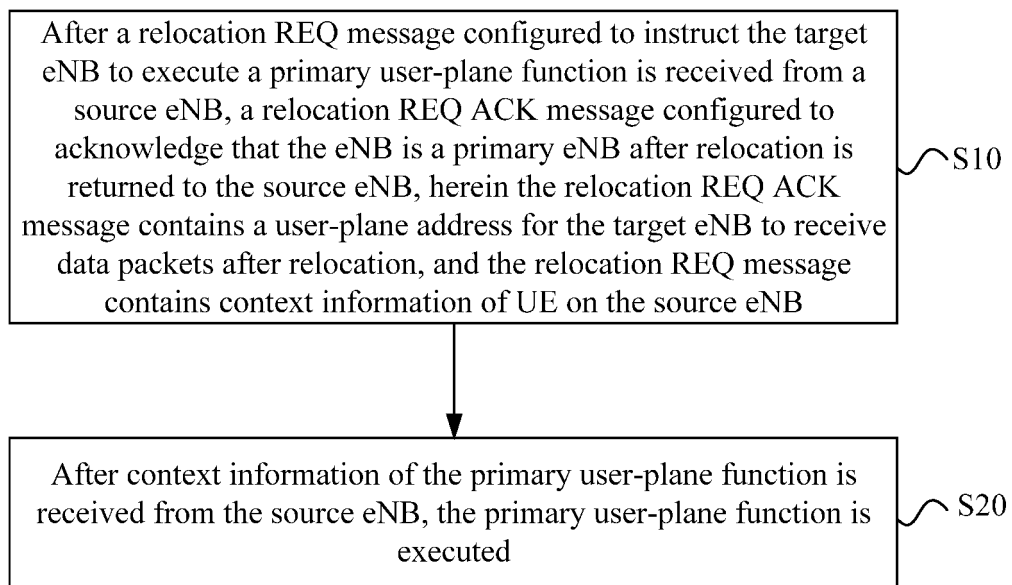 After a relocation REQ message configured to instruct the target
eNB to execute a primary user-plane function is received from a
source eNB, a relocation REQ ACK message configured to
acknowledge that the eNB is a primary eNB after relocation is
returned to the source eNB, herein the relocation REQ ACK
message contains a user-plane address for the target eNB to receive
data packets after relocation, and the relocation REQ message
contains context information of UE on the source eNB
S10
After context information of the primary user-plane function is
received from the source eNB, the primary user-plane function is
executed
S20